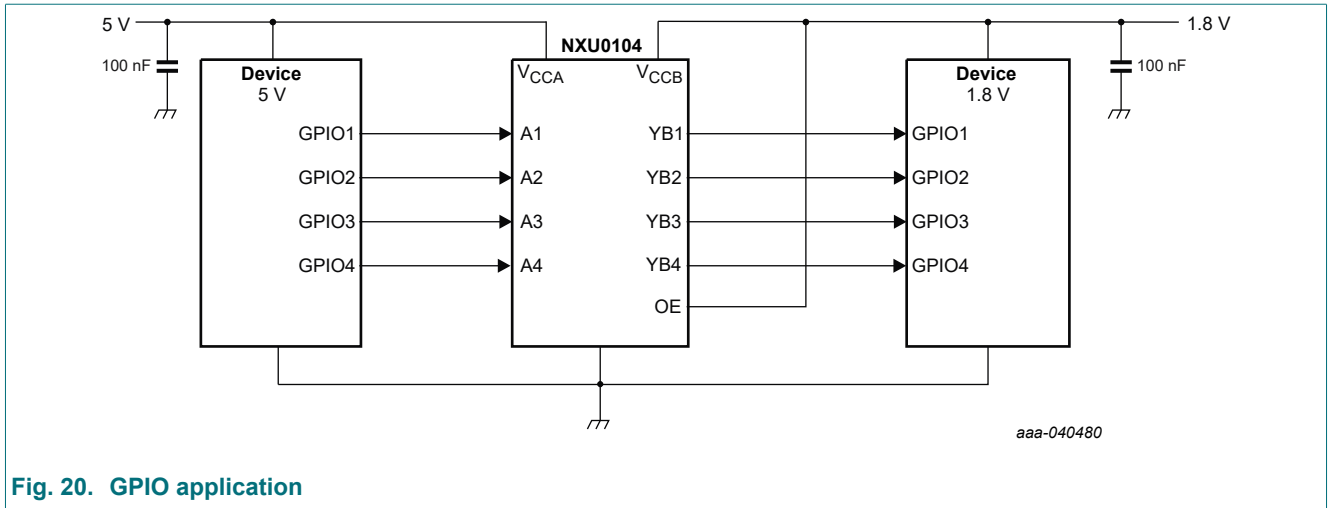 5 V
1.8 V
NXU0104
100 nF
100 nF
Device
5 V
VCCA
VCCB
Device
1.8 V
GPIO1
A1
YB1
GPIO1
GPIO2
A2
YB2
GPIO2
GPIO3
A3
YB3
GPIO3
GPIO4
A4
YB4
GPIO4
OE
aaa-040480
Fig. 20. GPIO application